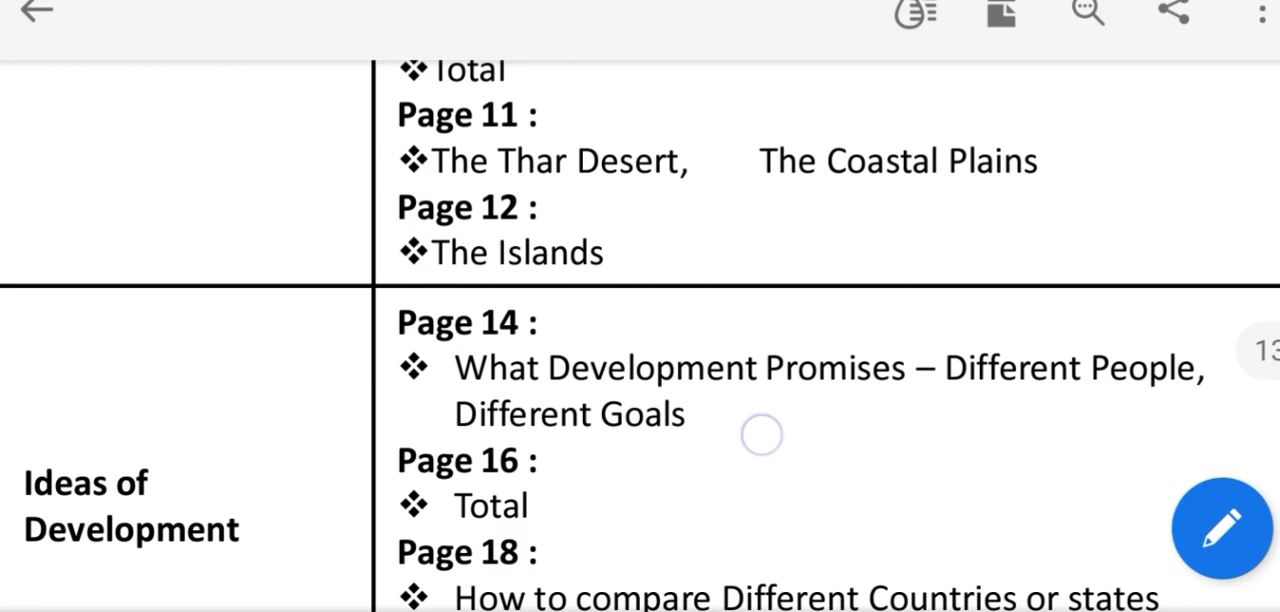 ❖Total
Page 11 :
❖The Thar Desert, The Coastal Plains
Page 12 :
❖The Islands
Page 14 :
❖ What Development Promises – Different People,
Different Goals
Page 16 :
Ideas of
Development
❖ Total
Page 18 :
❖ How to compare Different Countries or states